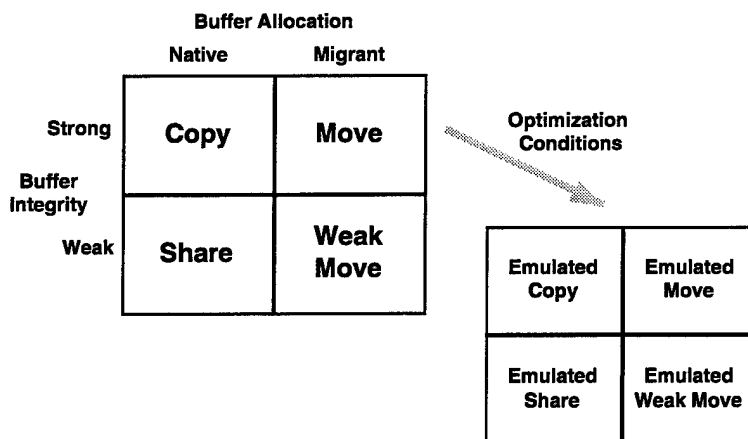 Buffer Allocation
Native Migrant
Strong Copy Move
Optimization
Conditions
Buffer
Integrity
Weak Share Weak
Move
Emulated Emulated
Copy Move
Emulated Emulated
Share Weak Move